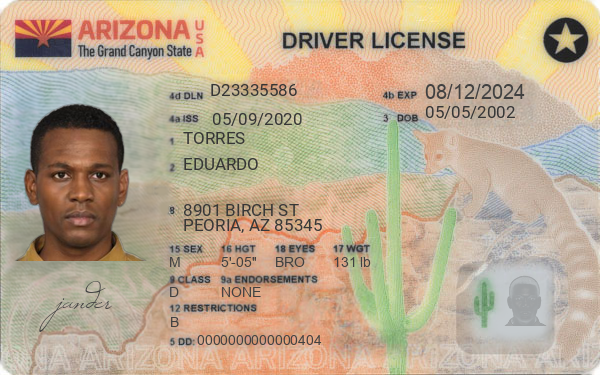 ARIZONA USA
The Grand Canyon State
DRIVER LICENSE
4d DLN D23335586
4b EXP 08/12/2024
4a ISS 05/09/2020
3 DOB 05/05/2002
1 TORRES
2 EDUARDO
8 8901 BIRCH ST
PEORIA, AZ 85345
15 SEX 16 HGT 18 EYES 17 WGT
M 5'-05" BRO 131 lb
9 CLASS 9a ENDORSEMENTS
D NONE
12 RESTRICTIONS
B
jander
5 DD: 0000000000000404
ARIZONA ARIZONA ARIZONA ARIZONA